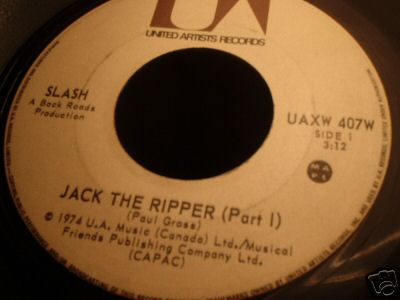 UNITED ARTISTS RECORDS
SLASH
A Back Roads
Production
UAXW 407W
SIDE 1
3:12
JACK THE RIPPER (Part I)
(Paul Gross)
© 1974 U.A. Music (Canada) Ltd./Musical
Friends Publishing Company Ltd.
(CAPAC)